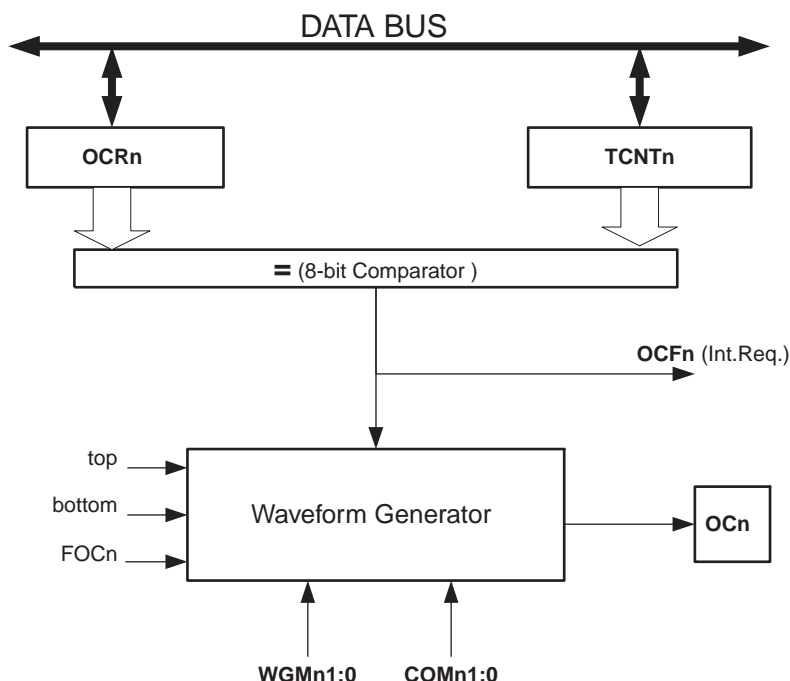 DATA BUS
OCRn
TCNTn
= (8-bit Comparator )
OCFn (Int.Req.)
top
bottom
FOCn
Waveform Generator
OCn
WGMn1:0
COMn1:0